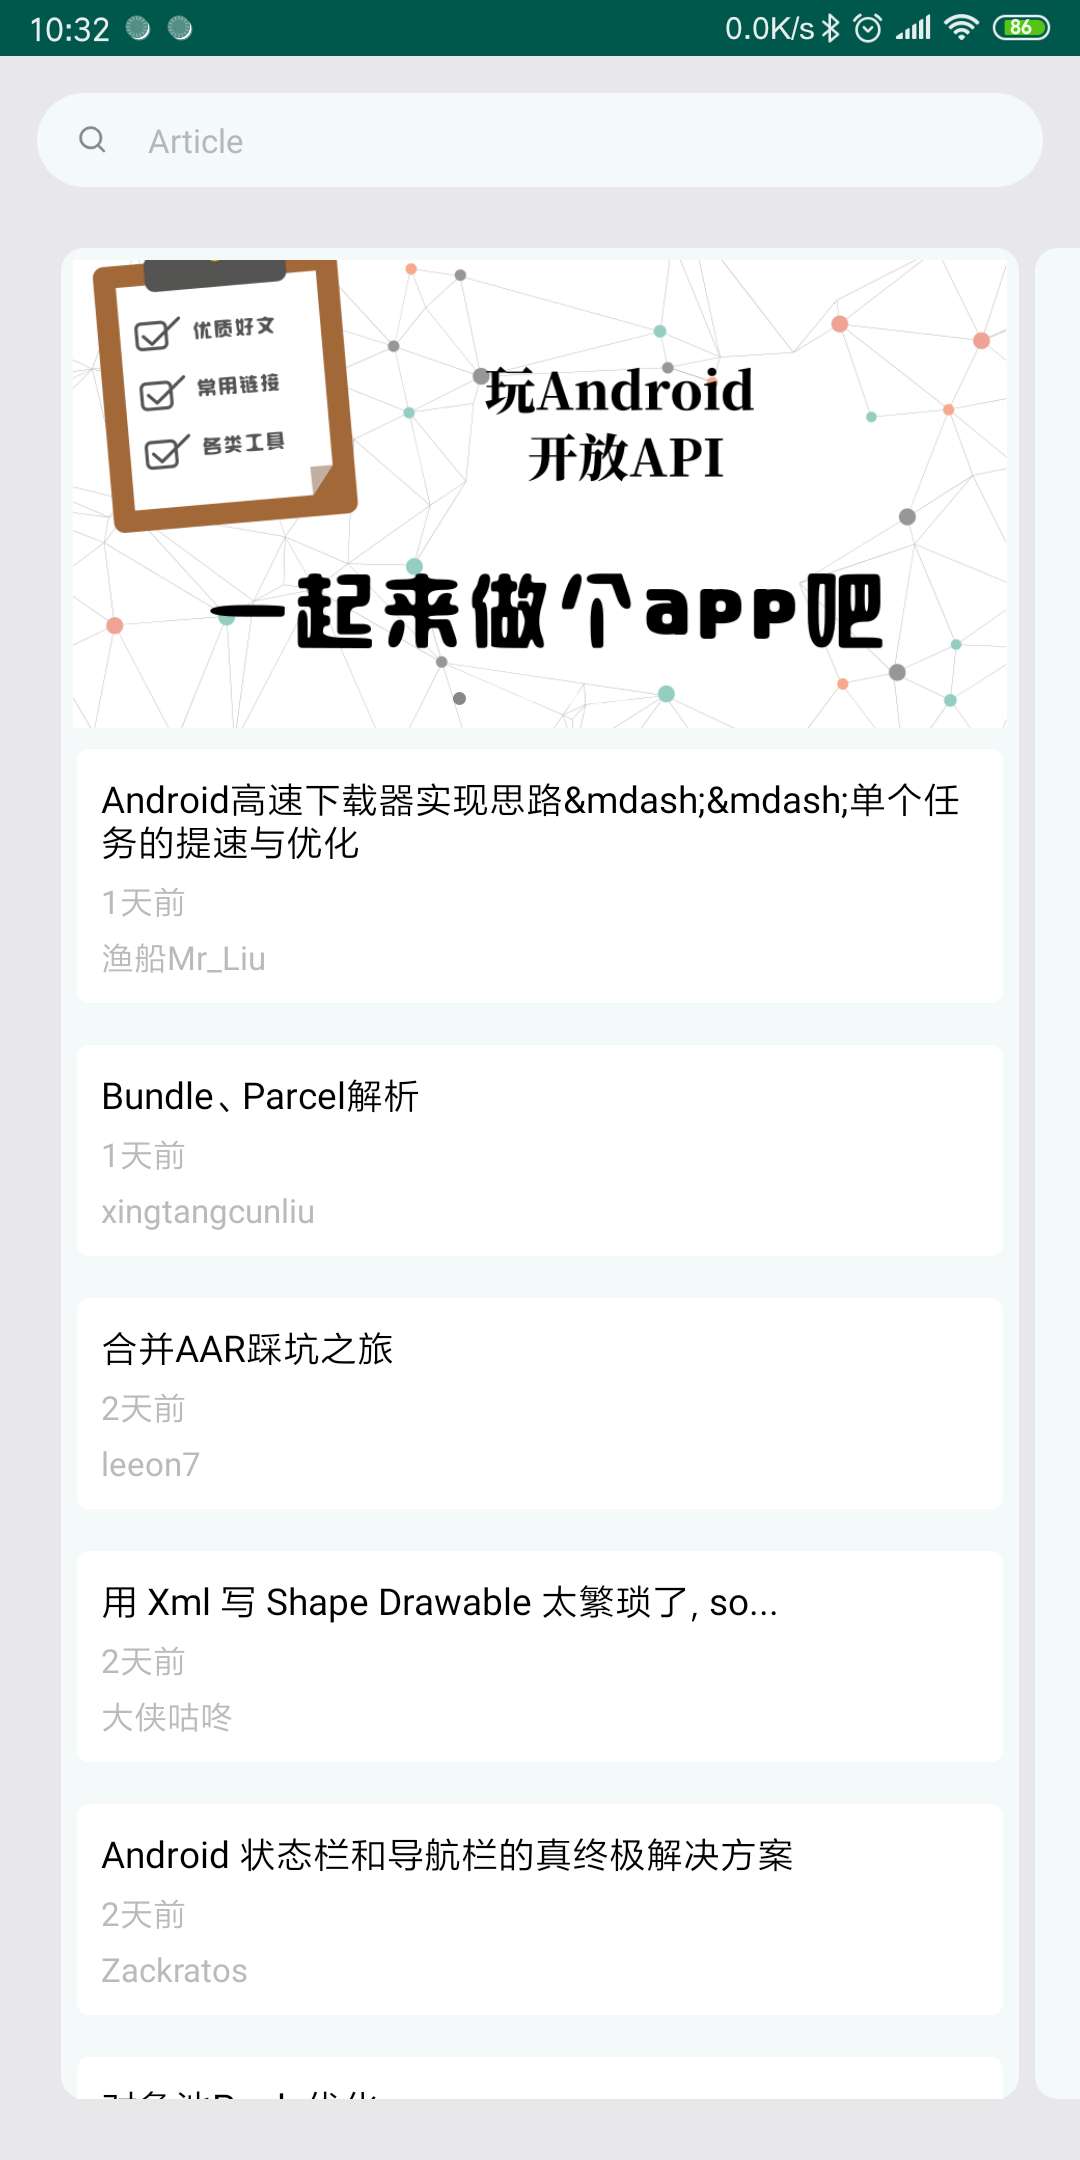 10:32
0.0K/s
86
Article
优质好文
常用链接
各类工具
玩Android
开放API
一起来做个app吧
Android高速下载器实现思路&mdash;&mdash;单个任
务的提速与优化
1天前
渔船Mr_Liu
Bundle、Parcel解析
1天前
xingtangcunliu
合并AAR踩坑之旅
2天前
leeon7
用 Xml 写 Shape Drawable 太繁琐了, so...
2天前
大侠咕咚
Android 状态栏和导航栏的真终极解决方案
2天前
Zackratos